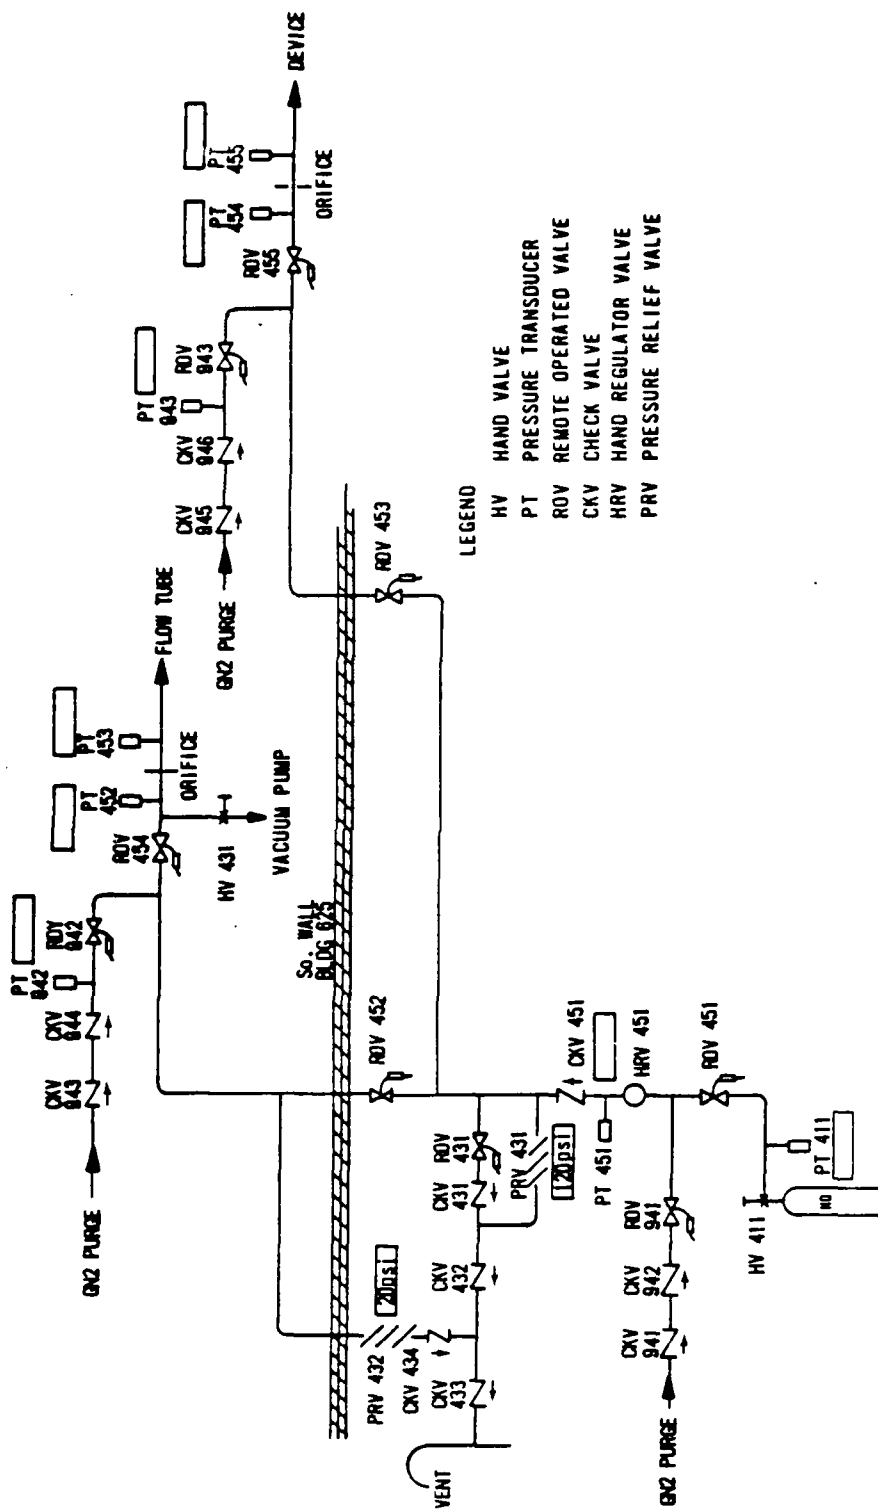 PT
942
CKV
943
CKV
944
ROV
942
GN2 PURGE
PT
452
PT
453
ROV
454
FLOW TUBE
ORIFICE
HV 431
VACUUM PUMP
PT
943
CKV
945
CKV
946
ROV
943
GN2 PURGE
PT
454
PT
455
ROV
455
DEVICE
ORIFICE
So. WALL
BLDG 625
PRV 432
20psi
CKV 434
ROV 452
ROV 453
VENT
CKV
433
CKV
432
CKV
431
ROV
431
PRV 431
120psi
CKV 451
PT 451
HRV 451
ROV 451
CKV
941
CKV
942
ROV
941
GN2 PURGE
HV 411
PT 411
NO
LEGEND
HV HAND VALVE
PT PRESSURE TRANSDUCER
ROV REMOTE OPERATED VALVE
CKV CHECK VALVE
HRV HAND REGULATOR VALVE
PRV PRESSURE RELIEF VALVE